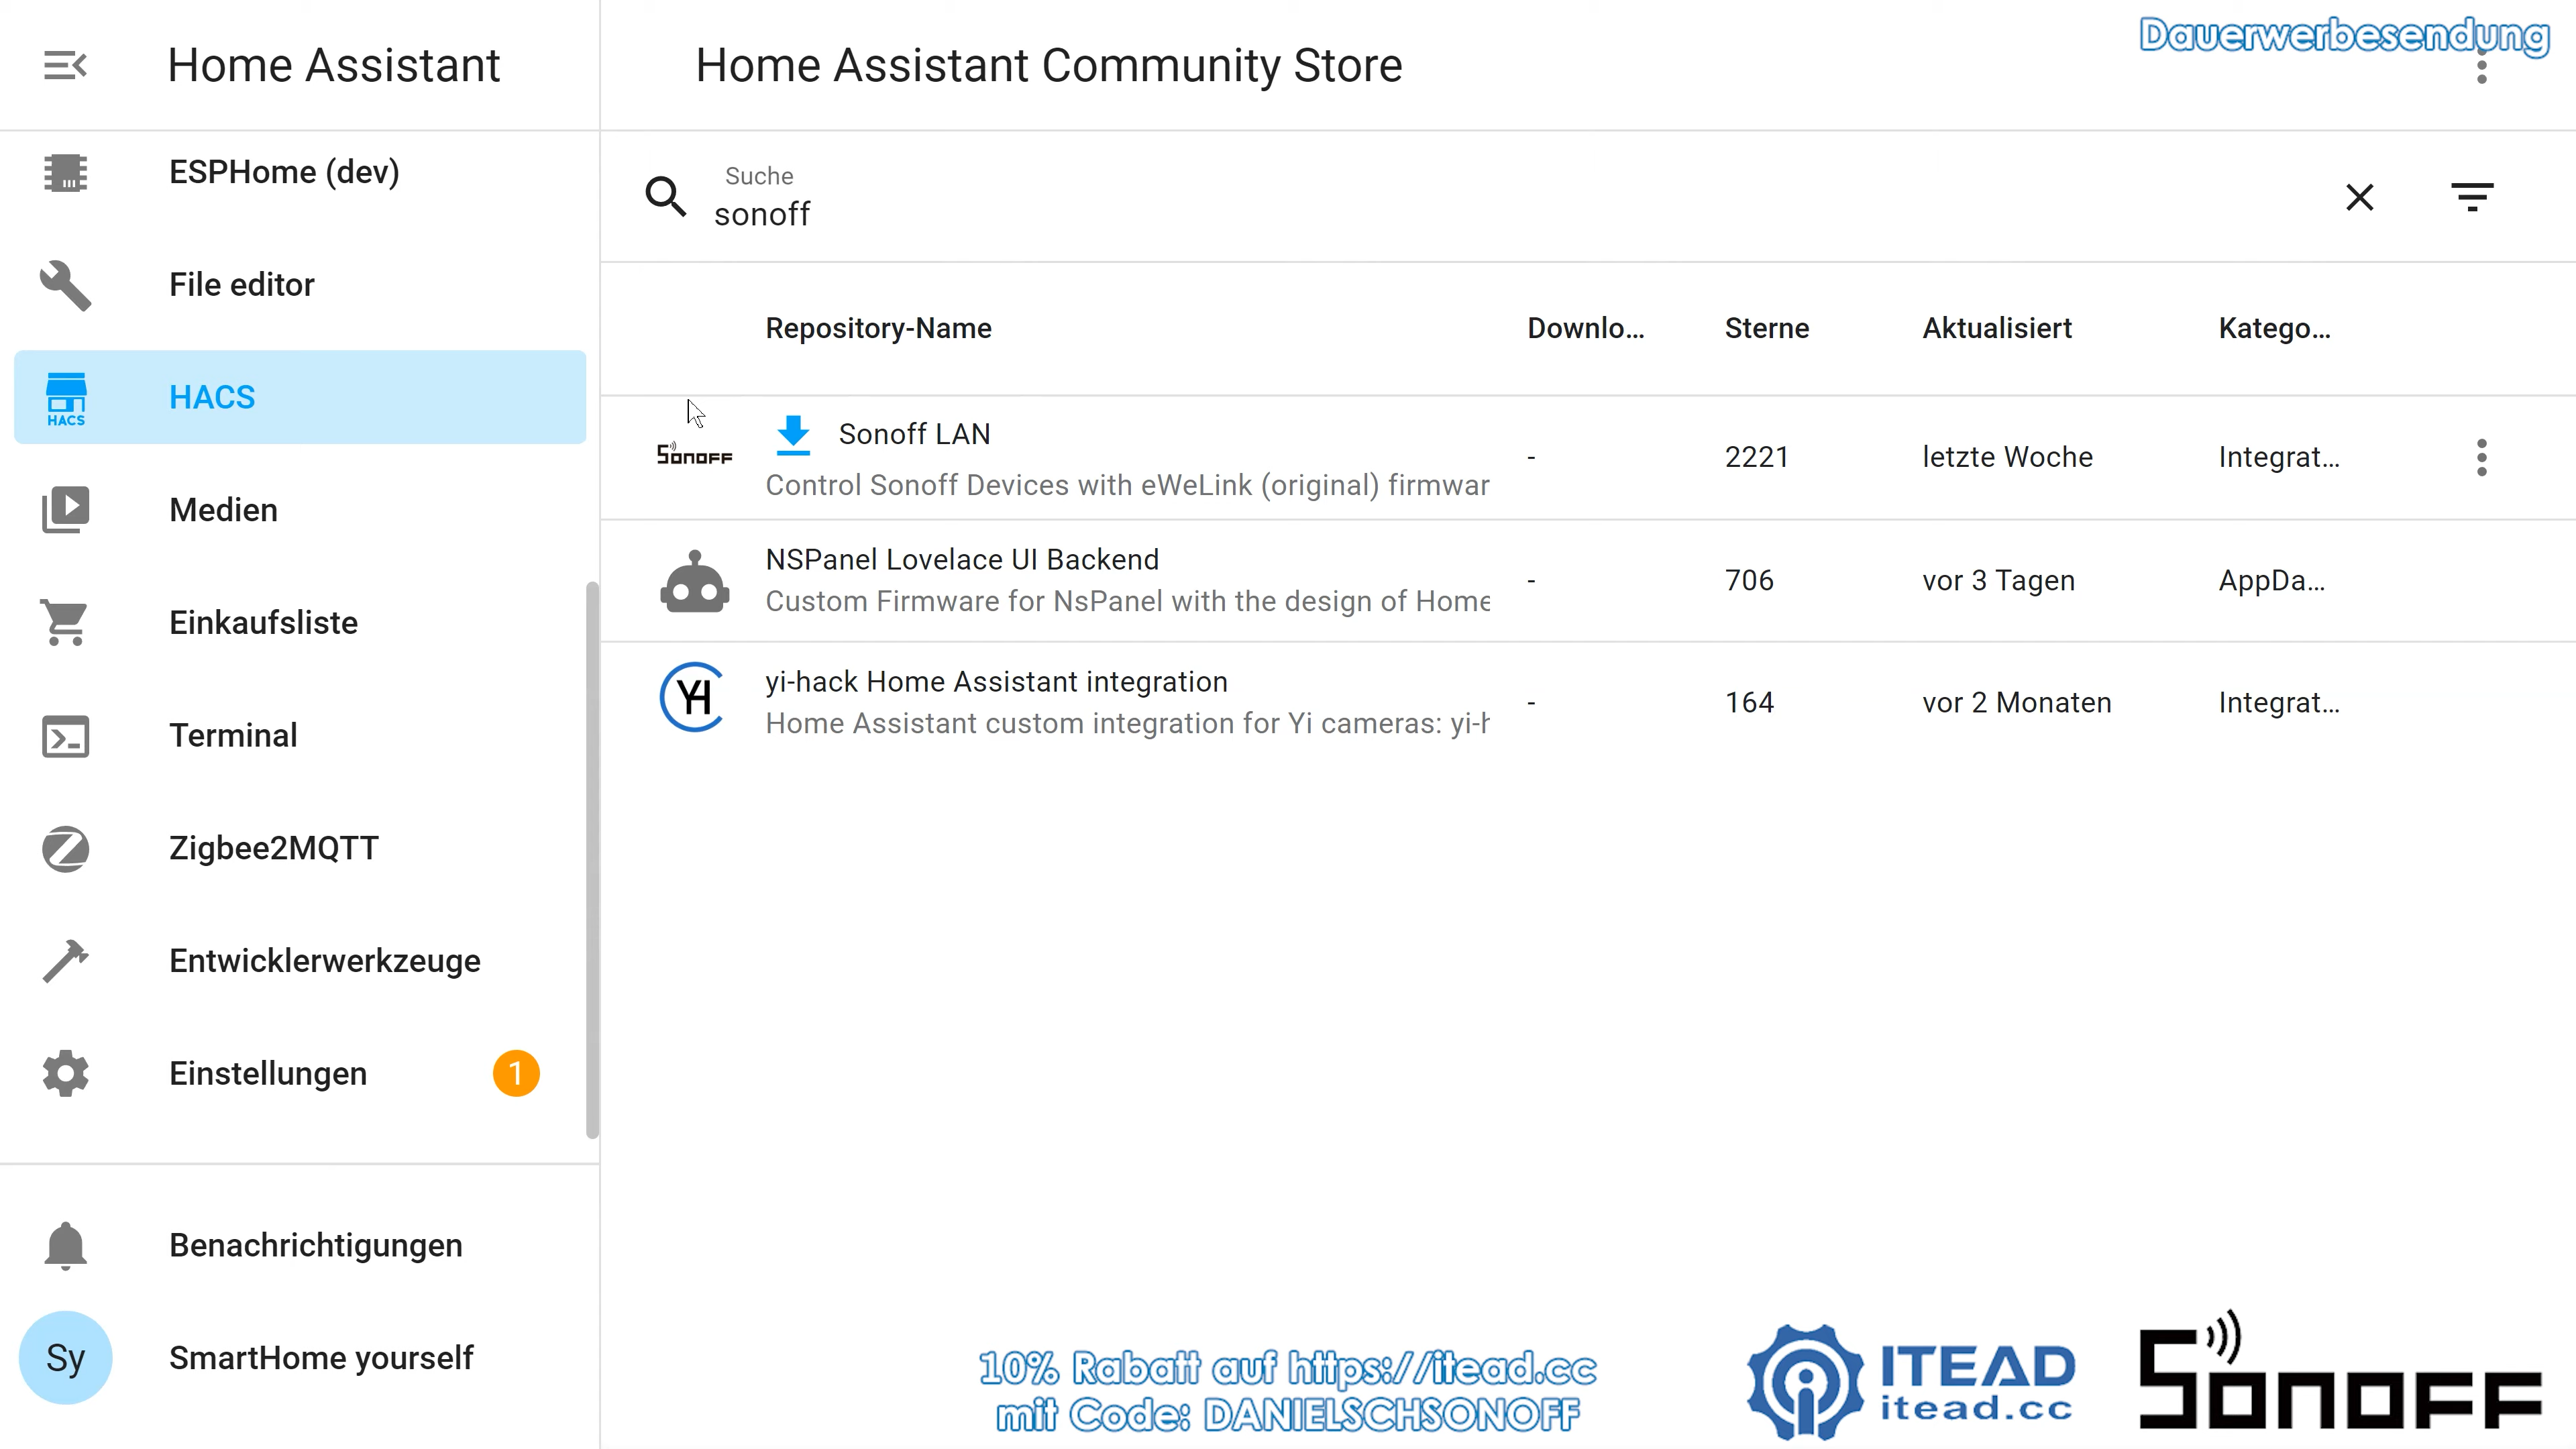 Home Assistant
Home Assistant Community Store
Dauerwerbesendung
ESPHome (dev)
File editor
HACS
HACS
Medien
Einkaufsliste
Terminal
Zigbee2MQTT
Entwicklerwerkzeuge
Einstellungen
1
Benachrichtigungen
Sy
SmartHome yourself
Suche
sonoff
Repository-Name
Downlo...
Sterne
Aktualisiert
Katego...
SONOFF
Sonoff LAN
Control Sonoff Devices with eWeLink (original) firmwar
-
2221
letzte Woche
Integrat...
NSPanel Lovelace UI Backend
Custom Firmware for NsPanel with the design of Home
-
706
vor 3 Tagen
AppDa...
YH
yi-hack Home Assistant integration
Home Assistant custom integration for Yi cameras: yi-h
-
164
vor 2 Monaten
Integrat...
10% Rabatt auf https://itead.cc
mit Code: DANIELSCHSONOFF
ITEAD
itead.cc
SONOFF